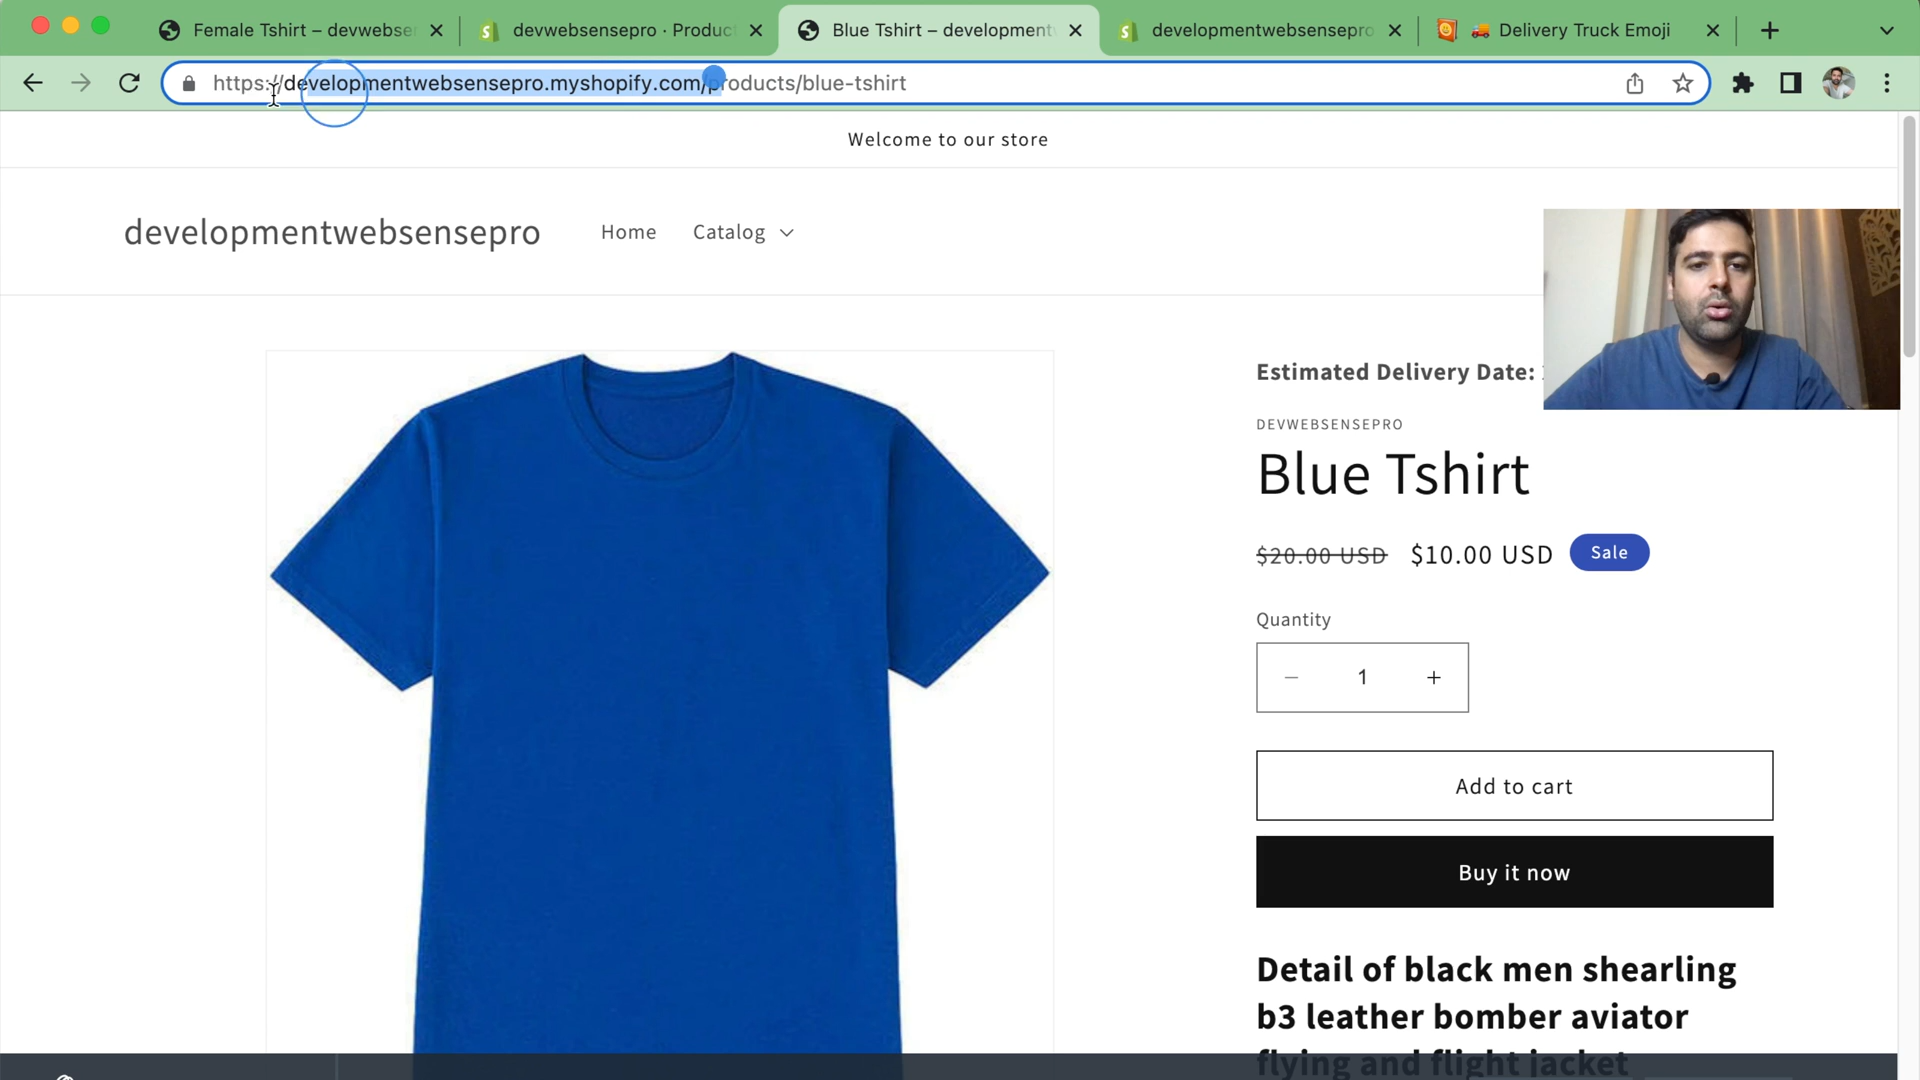 Female Tshirt – devwebsen
devwebsensepro · Product
Blue Tshirt – development
developmentwebsensepro
Delivery Truck Emoji
https://developmentwebsensepro.myshopify.com/products/blue-tshirt
Welcome to our store
developmentwebsensepro
Home
Catalog
Estimated Delivery Date:
DEVWEBSENSEPRO
Blue Tshirt
$20.00 USD $10.00 USD Sale
Quantity
− 1 +
Add to cart
Buy it now
Detail of black men shearling
b3 leather bomber aviator
flying and flight jacket